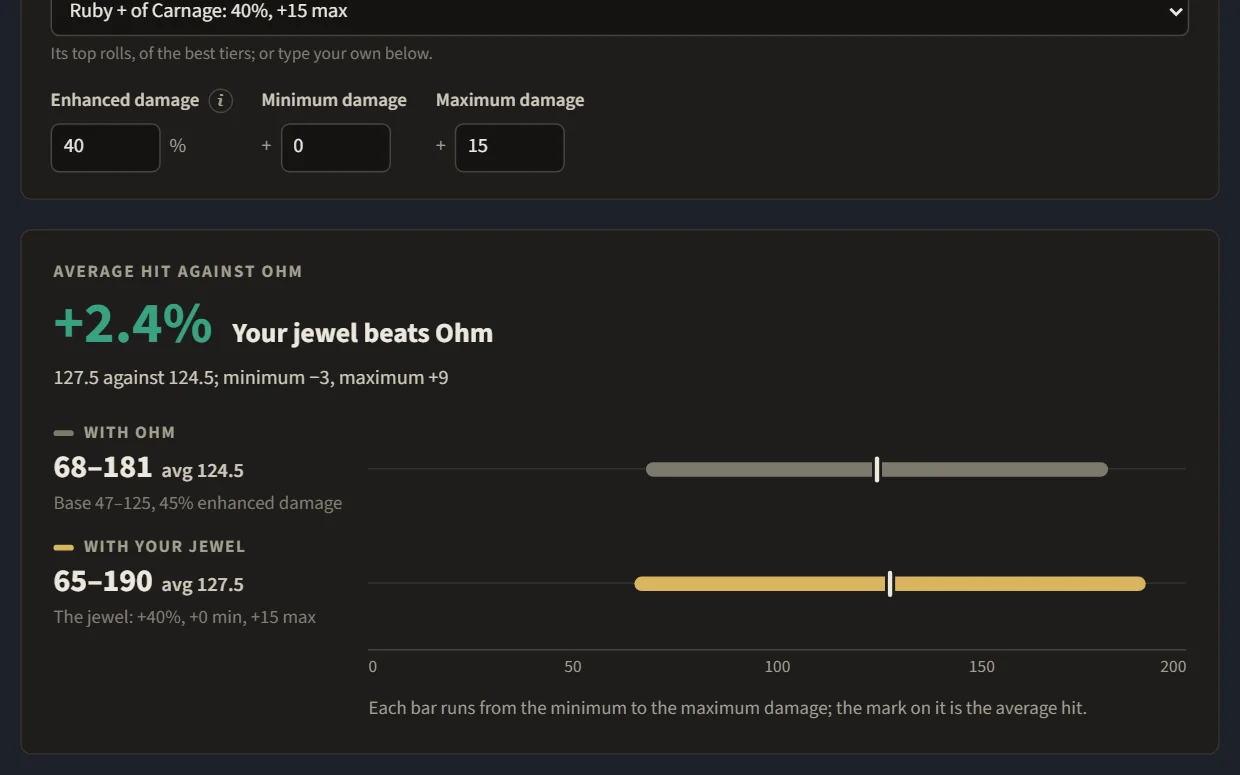 Ruby + of Carnage: 40%, +15 max
Its top rolls, of the best tiers; or type your own below.
Enhanced damage i Minimum damage Maximum damage
40 % + 0 + 15
AVERAGE HIT AGAINST OHM
+2.4% Your jewel beats Ohm
127.5 against 124.5; minimum −3, maximum +9
WITH OHM
68–181 avg 124.5
Base 47–125, 45% enhanced damage
WITH YOUR JEWEL
65–190 avg 127.5
The jewel: +40%, +0 min, +15 max
0 50 100 150 200
Each bar runs from the minimum to the maximum damage; the mark on it is the average hit.